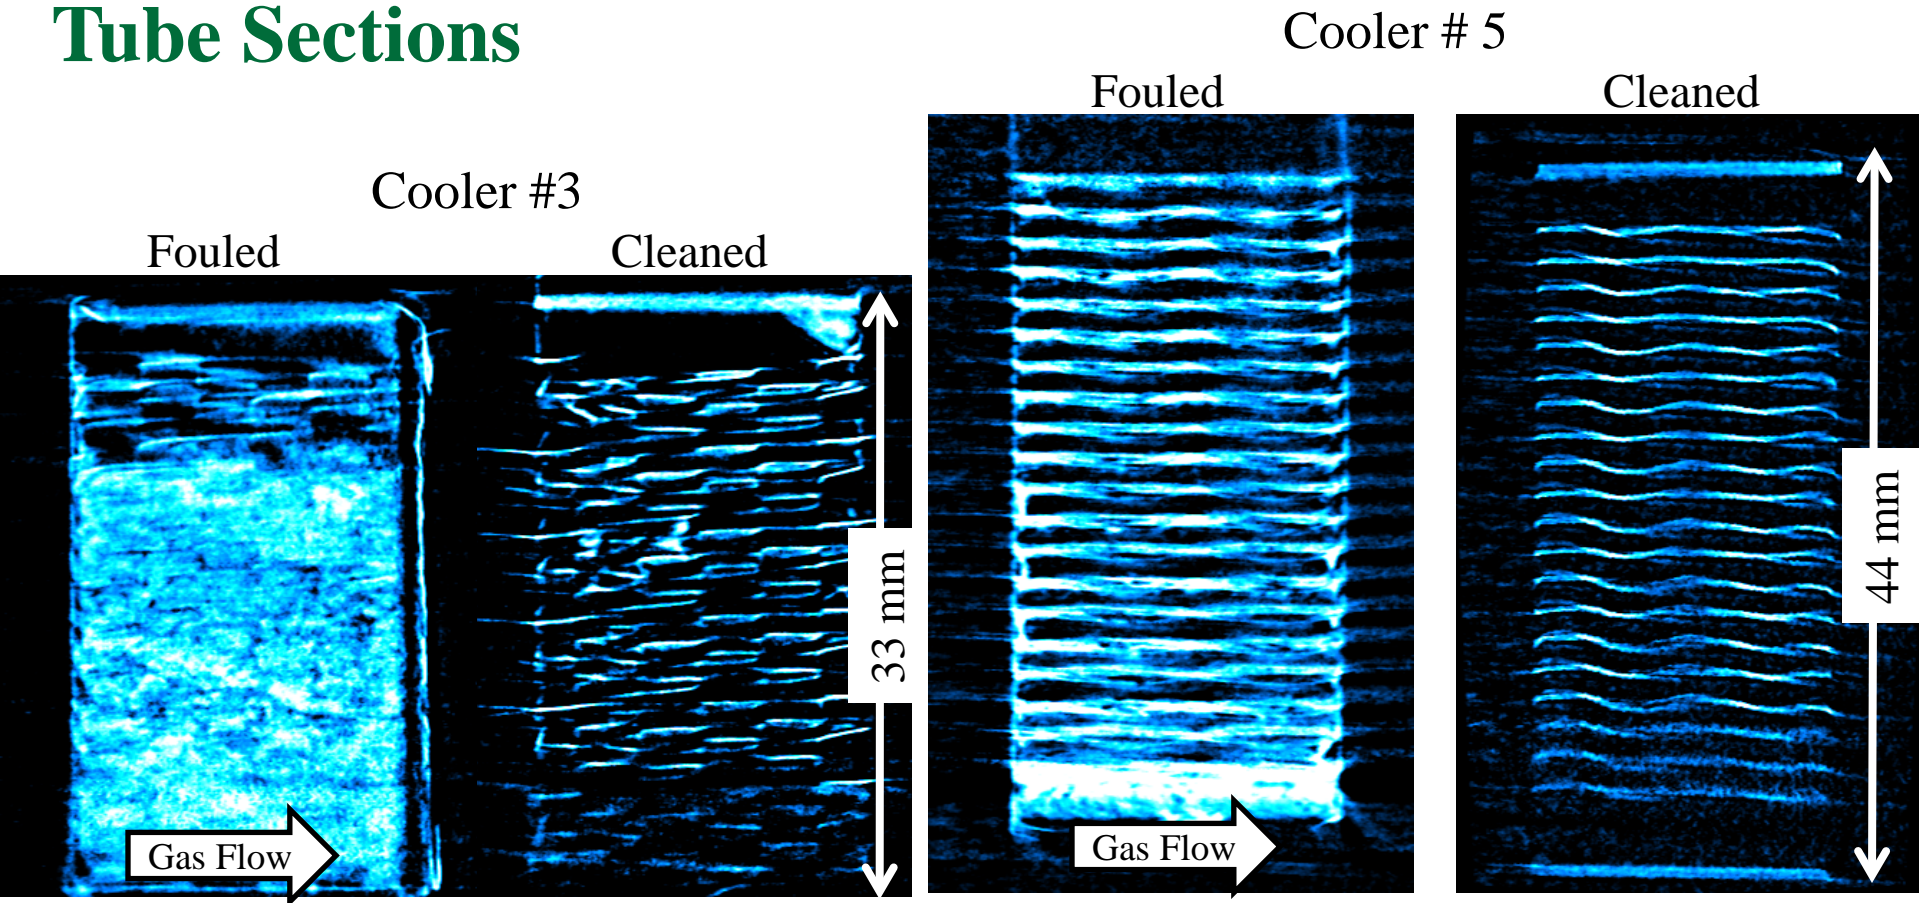 Tube Sections
Cooler #3
Fouled
Cleaned
33 mm
Gas Flow
Cooler # 5
Fouled
Cleaned
44 mm
Gas Flow